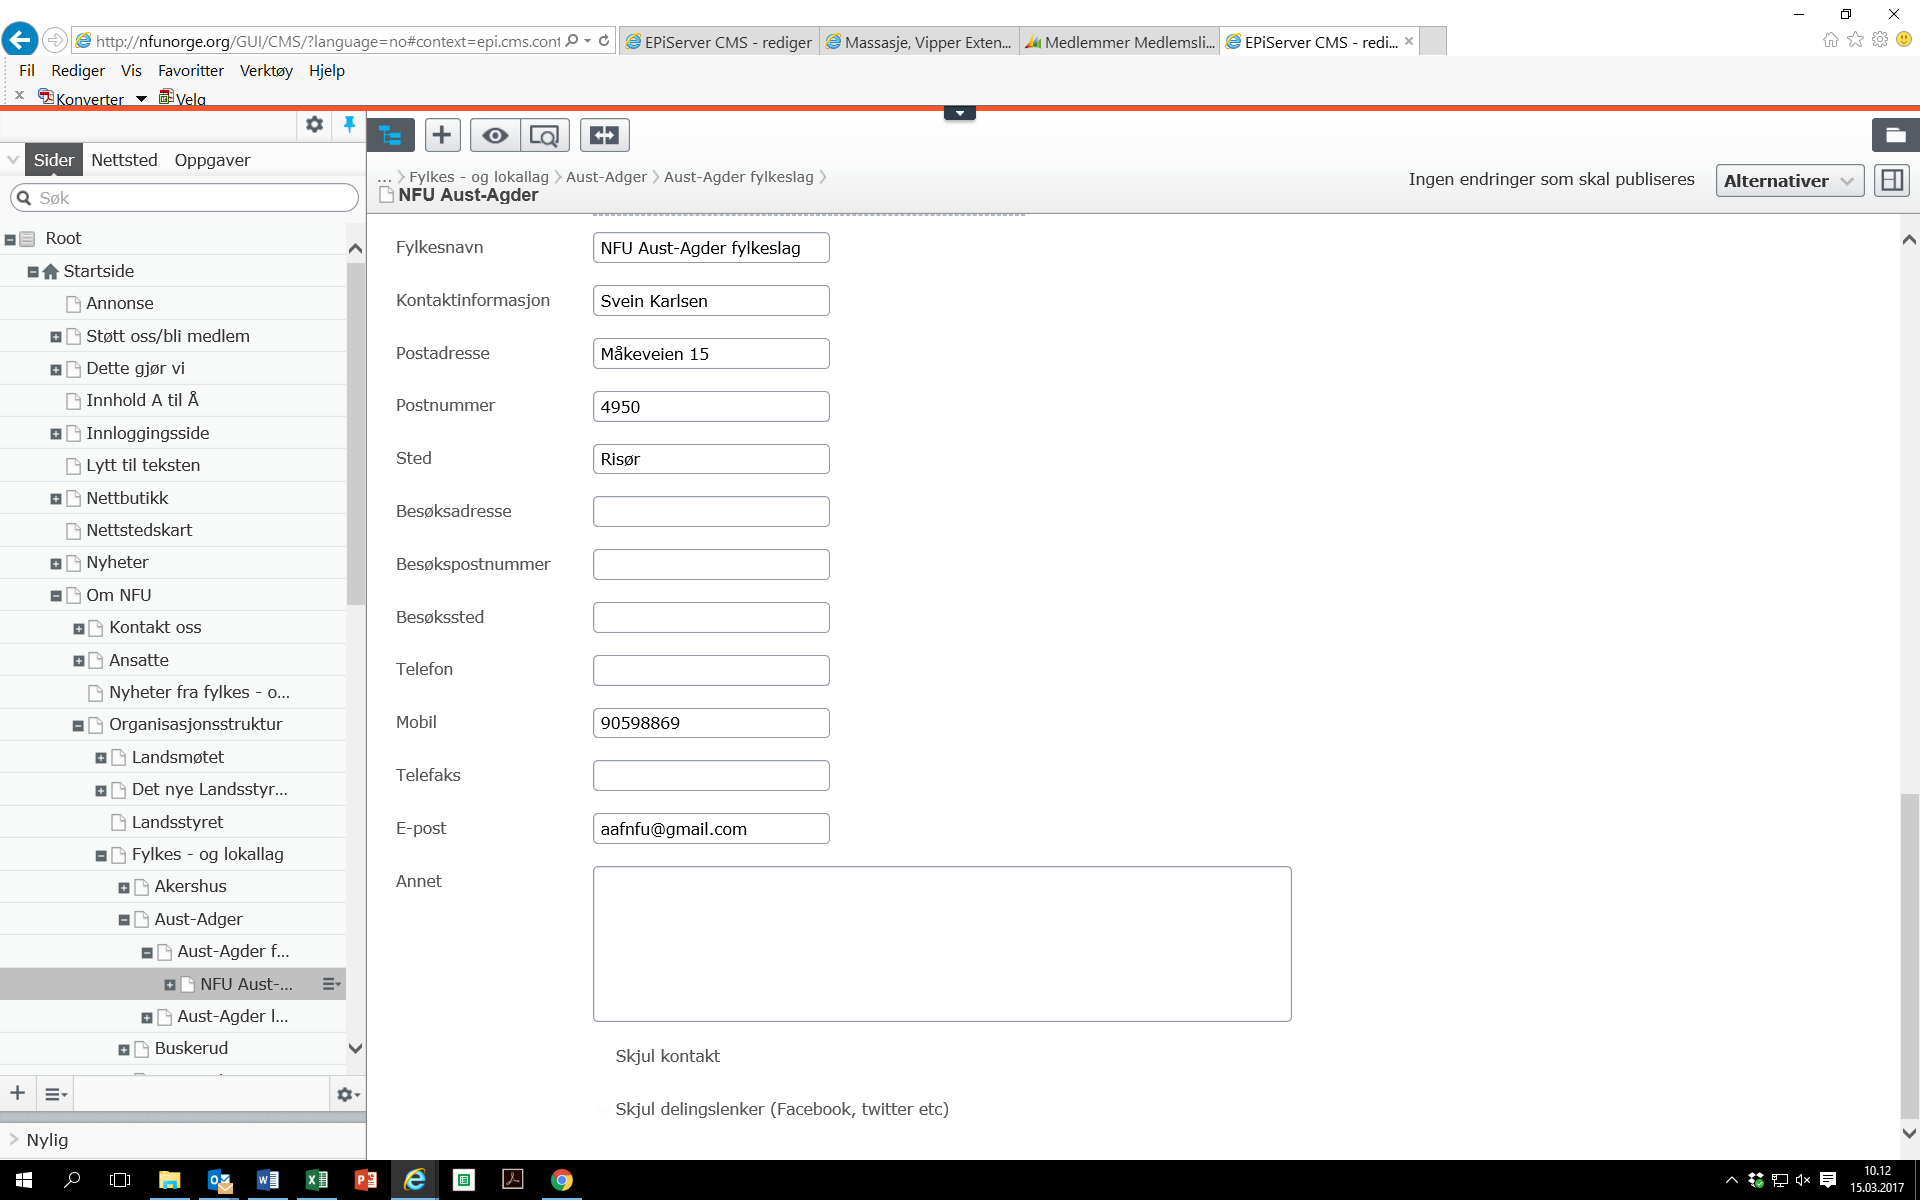 http://nfunorge.org/GUI/CMS/?language=no#context=epi.cms.cont
EPiServer CMS - rediger
Massasje, Vipper Exten...
Medlemmer Medlemsli...
EPiServer CMS - redi...
Fil Rediger Vis Favoritter Verktøy Hjelp
x Konverter Velg
Sider Nettsted Oppgaver
Søk
... > Fylkes - og lokallag > Aust-Adger > Aust-Agder fylkeslag >
NFU Aust-Agder
Ingen endringer som skal publiseres
Alternativer
Root
Startside
Annonse
Støtt oss/bli medlem
Dette gjør vi
Innhold A til Å
Innloggingsside
Lytt til teksten
Nettbutikk
Nettstedskart
Nyheter
Om NFU
Kontakt oss
Ansatte
Nyheter fra fylkes - o...
Organisasjonsstruktur
Landsmøtet
Det nye Landsstyr...
Landsstyret
Fylkes - og lokallag
Akershus
Aust-Adger
Aust-Agder f...
NFU Aust-...
Aust-Agder l...
Buskerud
Nylig
Fylkesnavn NFU Aust-Agder fylkeslag
Kontaktinformasjon Svein Karlsen
Postadresse Måkeveien 15
Postnummer 4950
Sted Risør
Besøksadresse
Besøkspostnummer
Besøkssted
Telefon
Mobil 90598869
Telefaks
E-post aafnfu@gmail.com
Annet
Skjul kontakt
Skjul delingslenker (Facebook, twitter etc)
10.12
15.03.2017